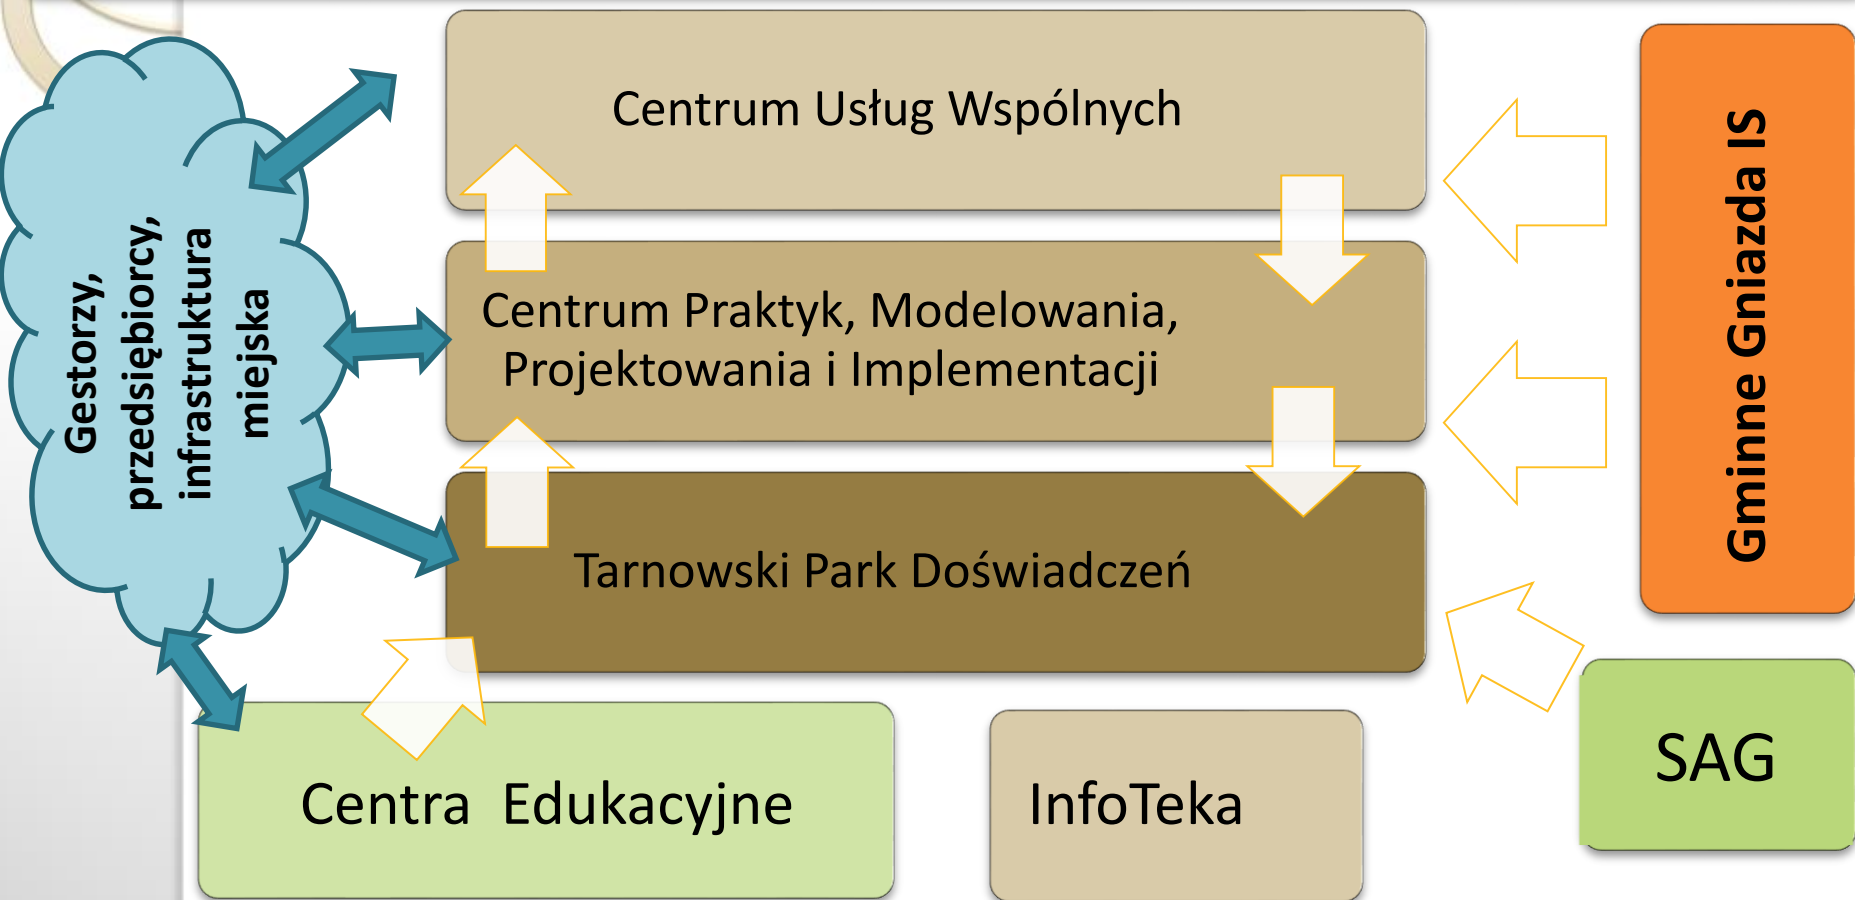 Centrum Usług Wspólnych
Gestorzy,
przedsiębiorcy,
infrastruktura
miejska
Centrum Praktyk, Modelowania,
Projektowania i Implementacji
Gminne Gniazda IS
Tarnowski Park Doświadczeń
SAG
Centra Edukacyjne
InfoTeka